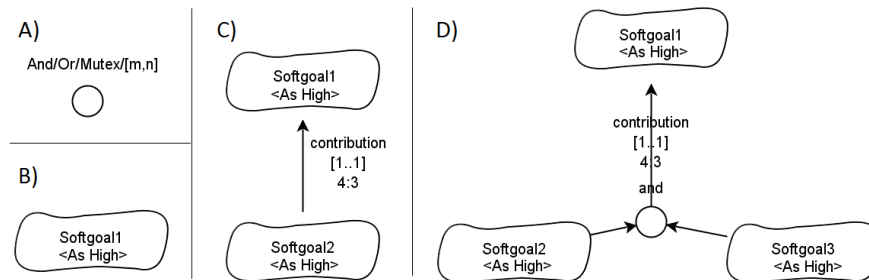 A)
And/Or/Mutex/[m,n]
B)
Softgoal1
<As High>
C)
Softgoal1
<As High>
contribution
[1..1]
4:3
Softgoal2
<As High>
D)
Softgoal1
<As High>
contribution
[1..1]
4:3
and
Softgoal2
<As High>
Softgoal3
<As High>